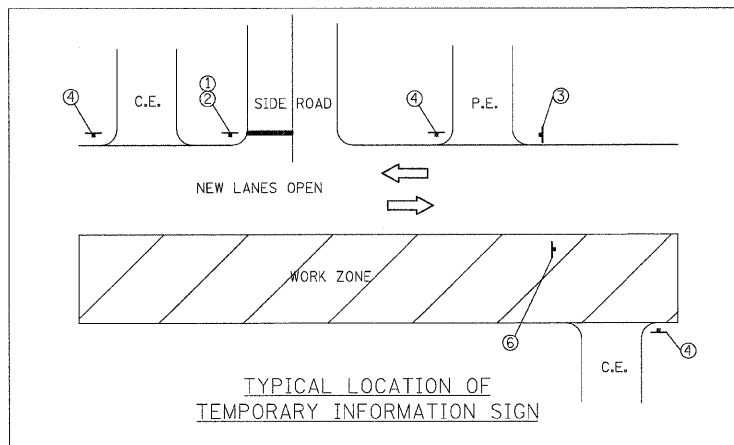 ①
②
③
④
④
C.E.
SIDE ROAD
P.E.
NEW LANES OPEN
WORK ZONE
⑥
④
C.E.
TYPICAL LOCATION OF
TEMPORARY INFORMATION SIGN